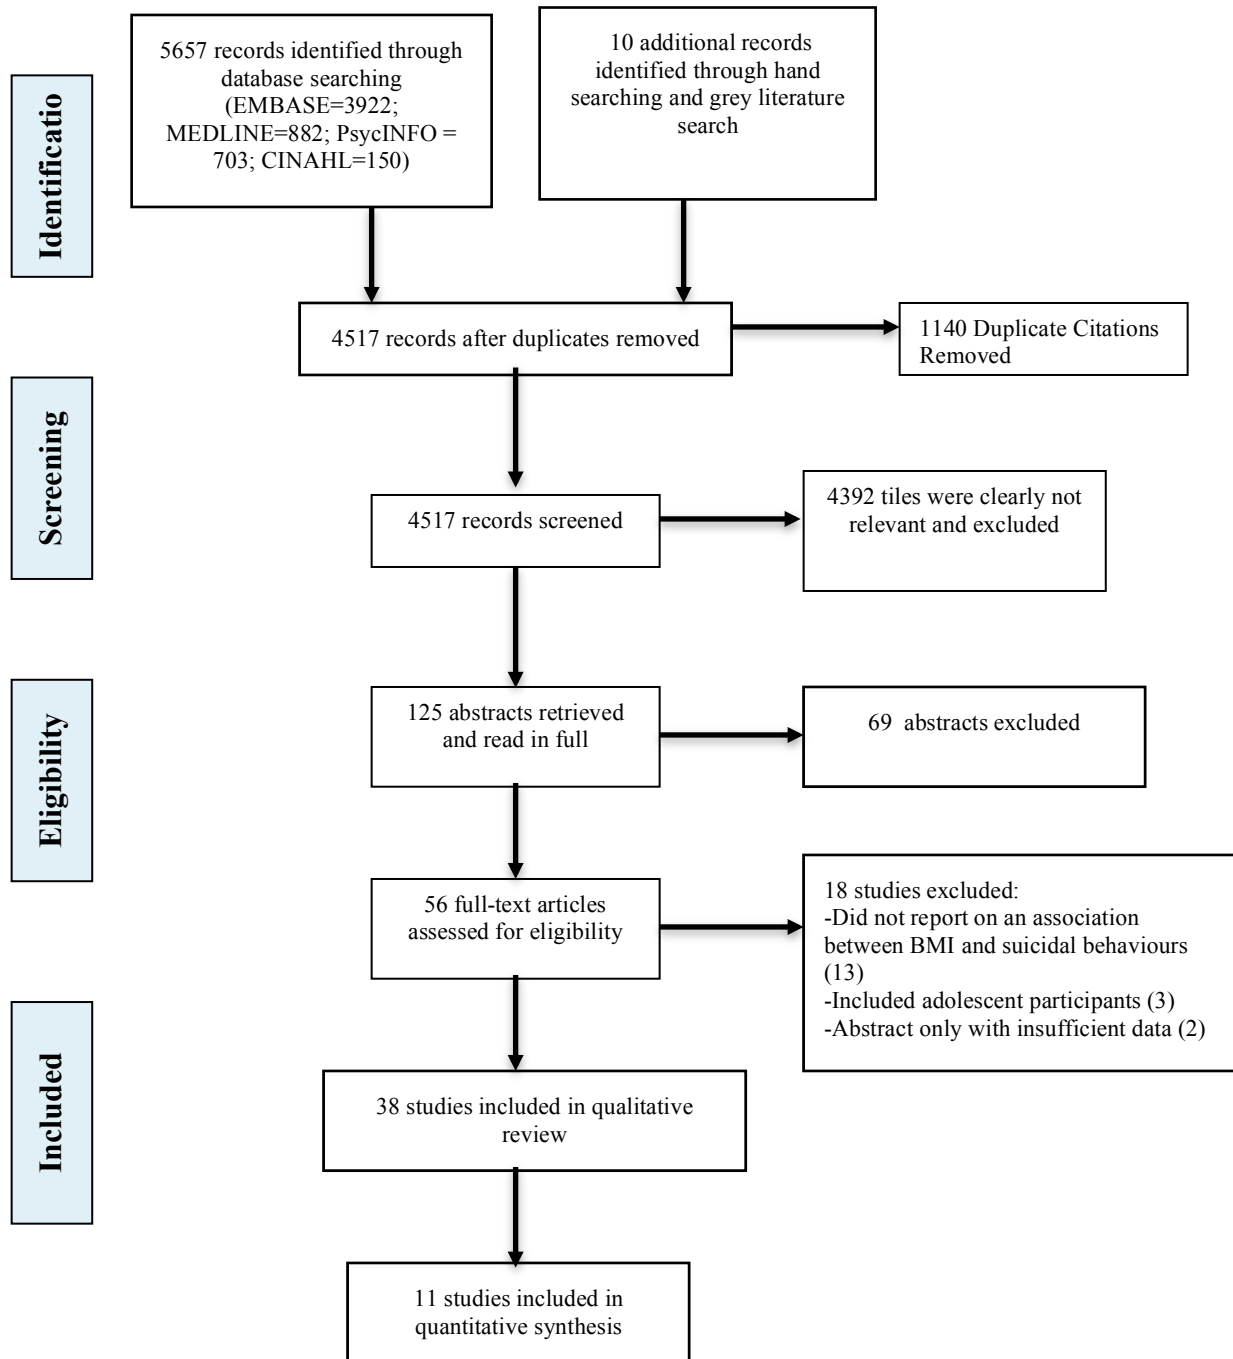 5657 records identified through
database searching
(EMBASE=3922;
MEDLINE=882; PsycINFO =
703; CINAHL=150)
10 additional records
identified through hand
searching and grey literature
search
Identificatio
4517 records after duplicates removed
1140 Duplicate Citations
Removed
Screening
4517 records screened
4392 tiles were clearly not
relevant and excluded
Eligibility
125 abstracts retrieved
and read in full
69 abstracts excluded
56 full-text articles
assessed for eligibility
18 studies excluded:
-Did not report on an association
between BMI and suicidal behaviours
(13)
-Included adolescent participants (3)
-Abstract only with insufficient data (2)
Included
38 studies included in qualitative
review
11 studies included in
quantitative synthesis